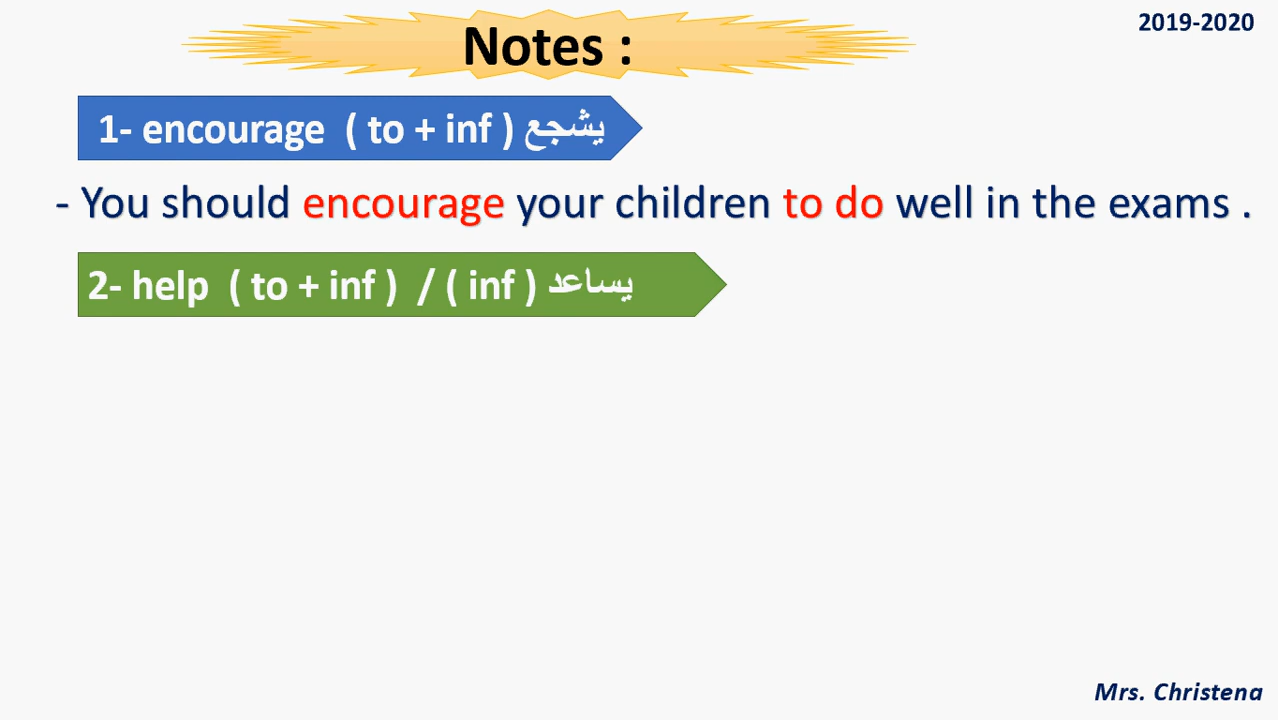 2019-2020
Notes :
1- encourage ( to + inf ) يشجع
- You should encourage your children to do well in the exams .
2- help ( to + inf ) / ( inf ) يساعد
Mrs. Christena